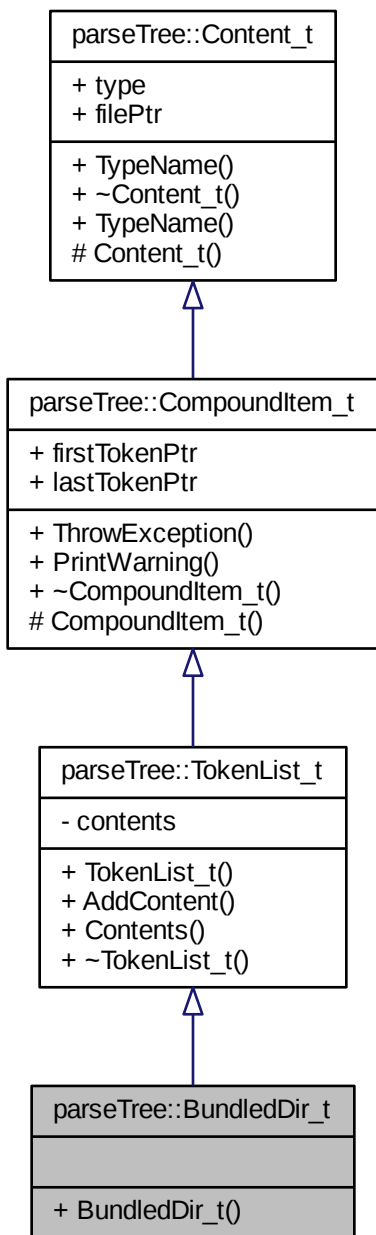 parseTree::Content_t
+ type
+ filePtr
+ TypeName()
+ ~Content_t()
+ TypeName()
# Content_t()
parseTree::CompoundItem_t
+ firstTokenPtr
+ lastTokenPtr
+ ThrowException()
+ PrintWarning()
+ ~CompoundItem_t()
# CompoundItem_t()
parseTree::TokenList_t
- contents
+ TokenList_t()
+ AddContent()
+ Contents()
+ ~TokenList_t()
parseTree::BundledDir_t
+ BundledDir_t()